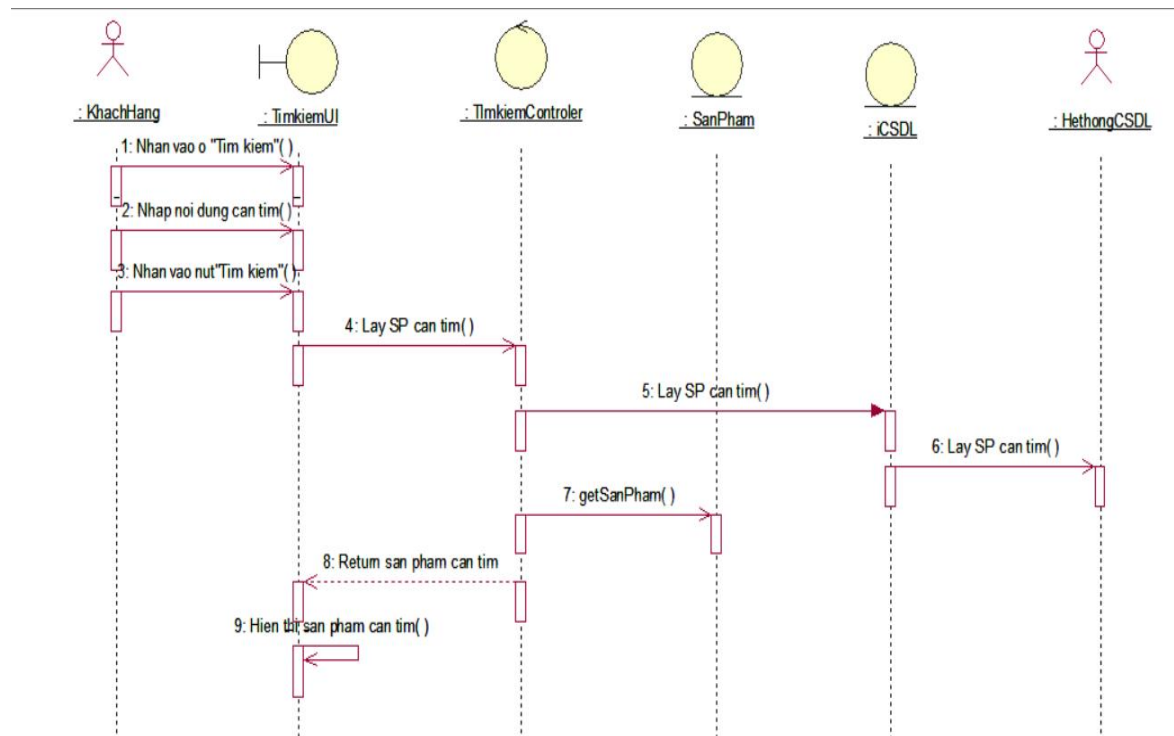 : KhachHang
: TimkiemUI
: TImkiemControler
: SanPham
: iCSDL
: HethongCSDL
1: Nhan vao o "Tim kiem"( )
2: Nhap noi dung can tim( )
3: Nhan vao nut"Tim kiem"( )
4: Lay SP can tim( )
5: Lay SP can tim( )
6: Lay SP can tim( )
7: getSanPham( )
8: Return san pham can tim
9: Hien thi san pham can tim( )